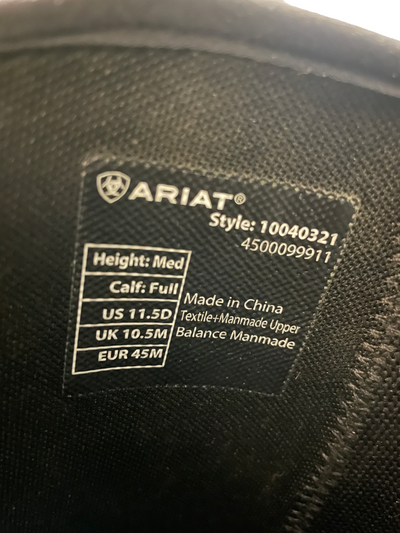 ARIAT®
Style: 10040321
4500099911
Height: Med
Calf: Full
US 11.5D
UK 10.5M
EUR 45M
Made in China
Textile+Manmade Upper
Balance Manmade